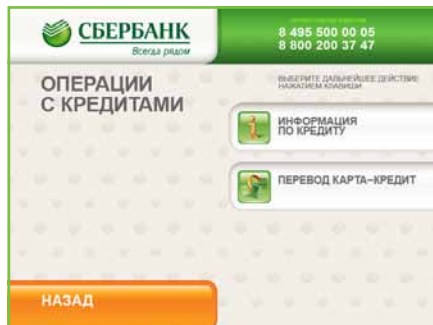 СБЕРБАНК
Всегда рядом
8 495 500 00 05
8 800 200 37 47
ОПЕРАЦИИ
С КРЕДИТАМИ
ВЫБЕРИТЕ ДАЛЬНЕЙШЕЕ ДЕЙСТВИЕ
НАЖАТИЕМ КЛАВИШИ
ИНФОРМАЦИЯ
ПО КРЕДИТУ
ПЕРЕВОД КАРТА–КРЕДИТ
НАЗАД